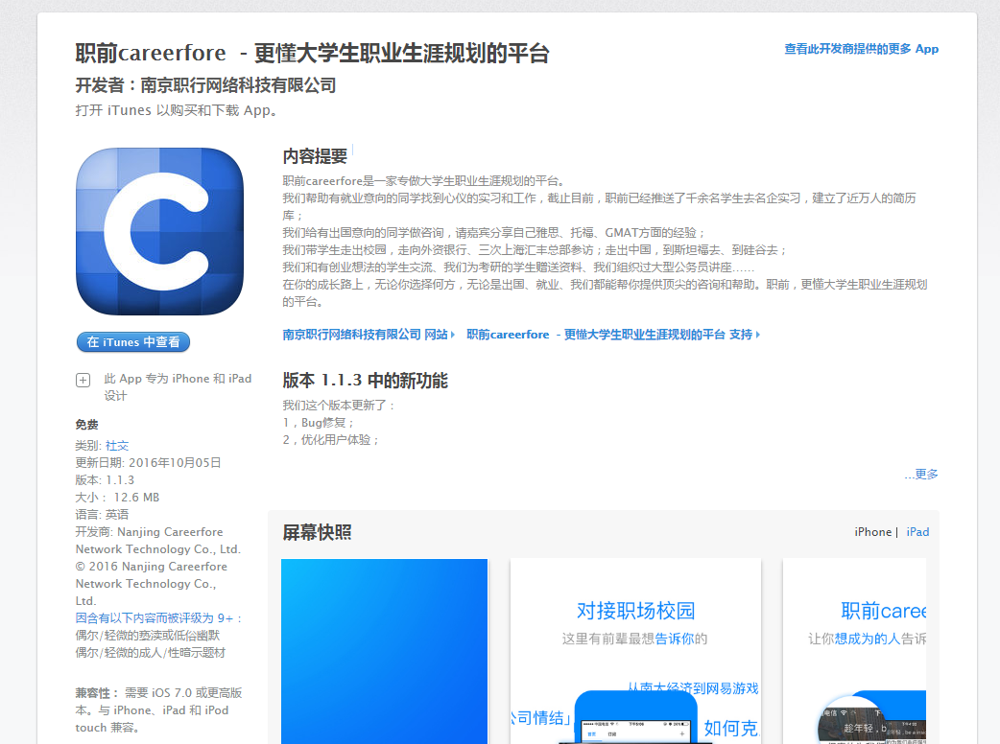 职前careerfore - 更懂大学生职业生涯规划的平台
查看此开发商提供的更多 App
开发者：南京职行网络科技有限公司
打开 iTunes 以购买和下载 App。
C
在 iTunes 中查看
此 App 专为 iPhone 和 iPad
设计
免费
类别: 社交
更新日期: 2016年10月05日
版本: 1.1.3
大小： 12.6 MB
语言: 英语
开发商: Nanjing Careerfore
Network Technology Co., Ltd.
© 2016 Nanjing Careerfore
Network Technology Co.,
Ltd.
因含有以下内容而被评级为 9+：
偶尔/轻微的亵渎或低俗幽默
偶尔/轻微的成人/性暗示题材
兼容性： 需要 iOS 7.0 或更高版
本。与 iPhone、iPad 和 iPod
touch 兼容。
内容提要
职前careerfore是一家专做大学生职业生涯规划的平台。
我们帮助有就业意向的同学找到心仪的实习和工作，截止目前，职前已经推送了千余名学生去名企实习，建立了近万人的简历
库；
我们给有出国意向的同学做咨询，请嘉宾分享自己雅思、托福、GMAT方面的经验；
我们带学生走出校园，走向外资银行、三次上海汇丰总部参访；走出中国，到斯坦福去、到硅谷去；
我们和有创业想法的学生交流、我们为考研的学生赠送资料、我们组织过大型公务员讲座……
在你的成长路上，无论你选择何方，无论是出国、就业、我们都能帮你提供顶尖的咨询和帮助。职前，更懂大学生职业生涯规划
的平台。
南京职行网络科技有限公司 网站 职前careerfore - 更懂大学生职业生涯规划的平台 支持
版本 1.1.3 中的新功能
我们这个版本更新了：
1，Bug修复；
2，优化用户体验；
...更多
屏幕快照
iPhone | iPad
对接职场校园
这里有前辈最想告诉你的
从南大经济到网易游戏
公司情结」
如何克
职前caree
让你想成为的人告诉
趁年轻，b